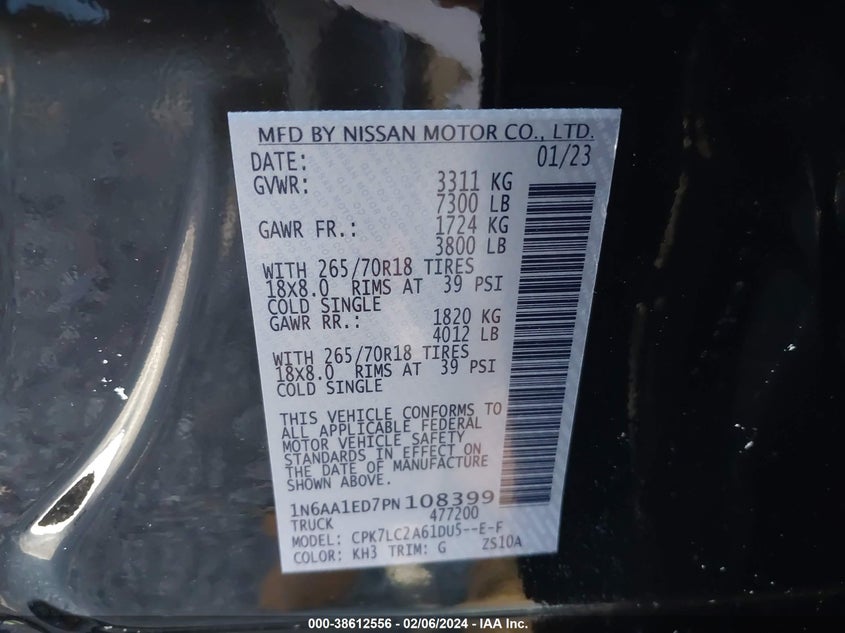 MFD BY NISSAN MOTOR CO., LTD.
DATE: 01/23
GVWR: 3311 KG
7300 LB
GAWR FR.: 1724 KG
3800 LB
WITH 265/70R18 TIRES
18X8.0 RIMS AT 39 PSI
COLD SINGLE
GAWR RR.: 1820 KG
4012 LB
WITH 265/70R18 TIRES
18X8.0 RIMS AT 39 PSI
COLD SINGLE
THIS VEHICLE CONFORMS TO
ALL APPLICABLE FEDERAL
MOTOR VEHICLE SAFETY
STANDARDS IN EFFECT ON
THE DATE OF MANUFACTURE
SHOWN ABOVE.
1N6AA1ED7PN108399
TRUCK 477200
MODEL: CPK7LC2A61DU5--E-F
COLOR: KH3 TRIM: G ZS10A
000-38612556 - 02/06/2024 - IAA Inc.